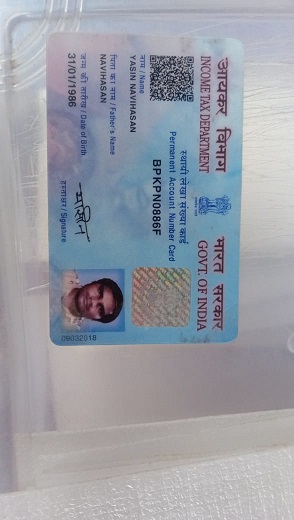 आयकर विभाग
INCOME TAX DEPARTMENT
भारत सरकार
GOVT. OF INDIA
स्थायी लेखा संख्या कार्ड
Permanent Account Number Card
BPKPN0886F
नाम / Name
YASIN NAVIHASAN
पिता का नाम / Father's Name
NAVIHASAN
जन्म की तारीख / Date of Birth
31/01/1986
हस्ताक्षर / Signature
09032918